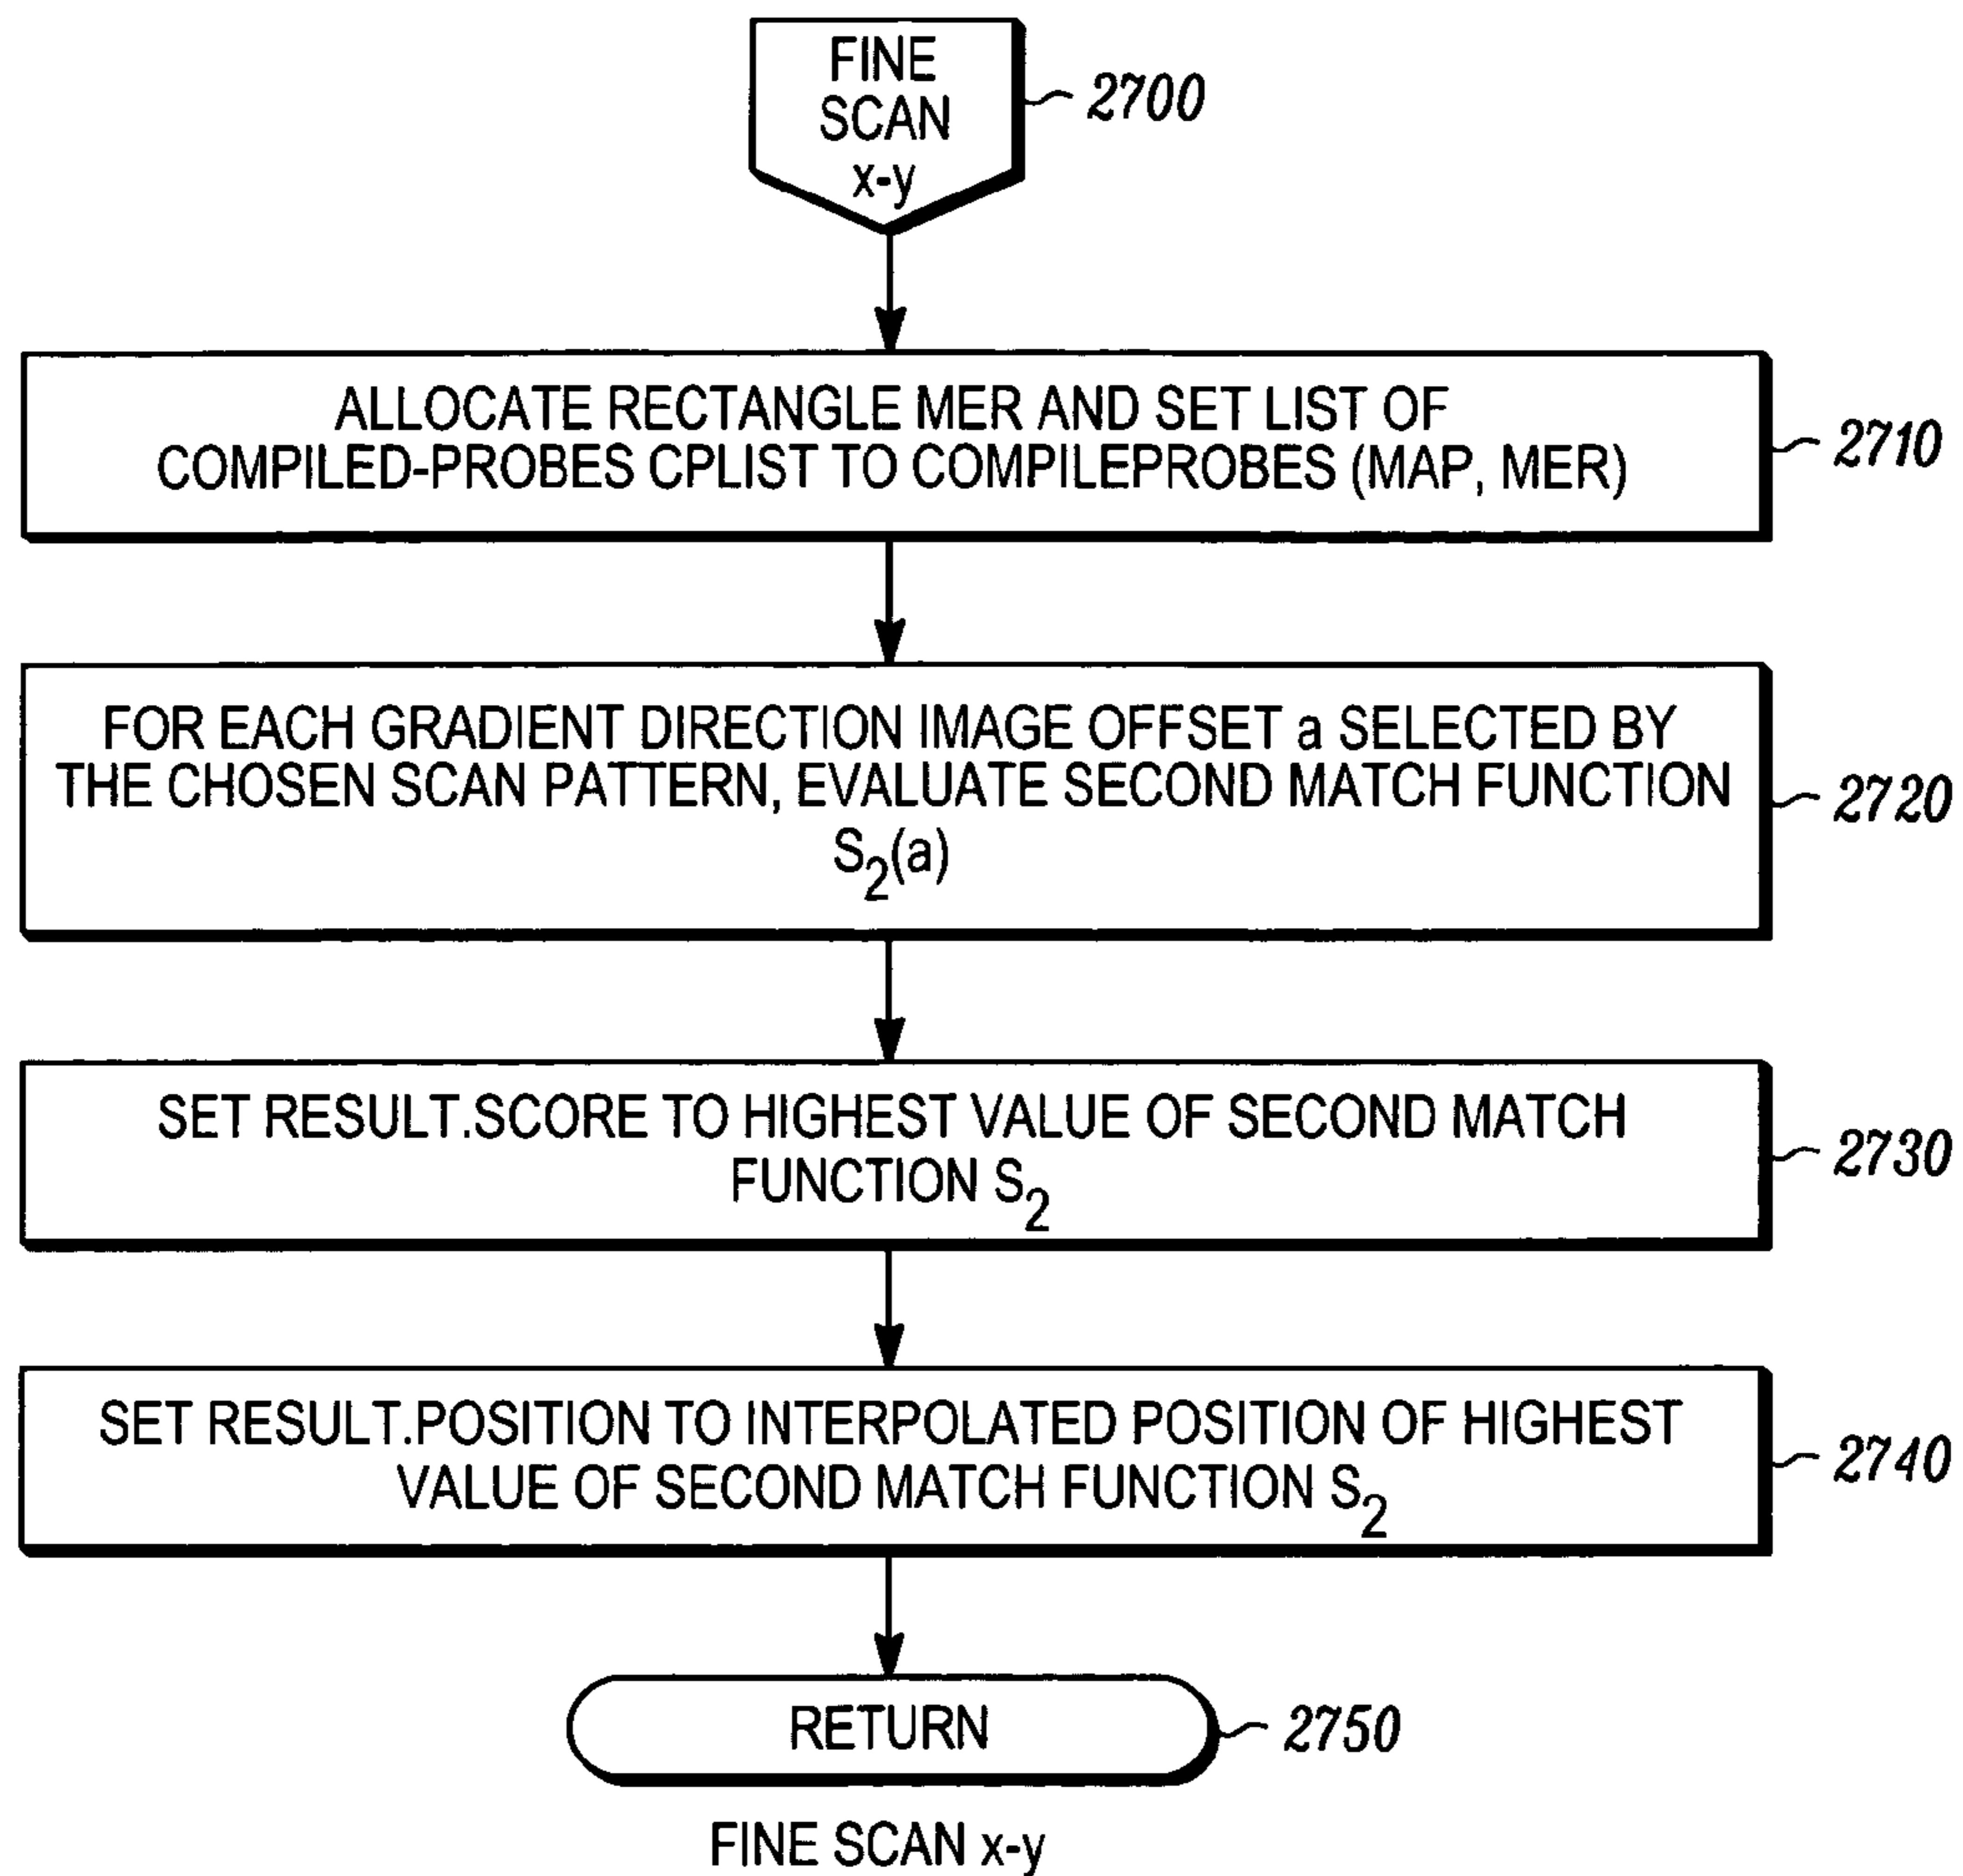 FINE
SCAN
x-y
2700
ALLOCATE RECTANGLE MER AND SET LIST OF
COMPILED-PROBES CPLIST TO COMPILEPROBES (MAP, MER)
2710
FOR EACH GRADIENT DIRECTION IMAGE OFFSET a SELECTED BY
THE CHOSEN SCAN PATTERN, EVALUATE SECOND MATCH FUNCTION
S₂(a)
2720
SET RESULT.SCORE TO HIGHEST VALUE OF SECOND MATCH
FUNCTION S₂
2730
SET RESULT.POSITION TO INTERPOLATED POSITION OF HIGHEST
VALUE OF SECOND MATCH FUNCTION S₂
2740
RETURN
2750
FINE SCAN x-y